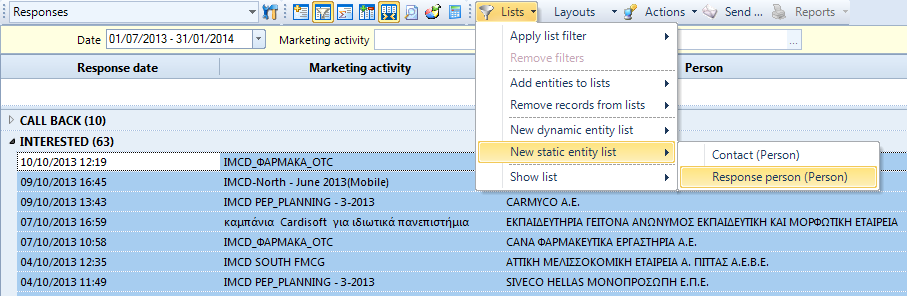 Responses Lists Layouts Actions Send ... Reports
Date 01/07/2013 - 31/01/2014 Marketing activity ...
Response date Marketing activity Person
Apply list filter
Remove filters
Add entities to lists
Remove records from lists
New dynamic entity list
New static entity list
Show list
Contact (Person)
Response person (Person)
CALL BACK (10)
INTERESTED (63)
10/10/2013 12:19 IMCD_ΦΑΡΜΑΚΑ_ΟΤC
09/10/2013 16:45 IMCD-North - June 2013(Mobile)
09/10/2013 13:43 IMCD PEP_PLANNING - 3-2013 CARMYCO A.E.
07/10/2013 16:59 καμπάνια Cardisoft για ιδιωτικά πανεπιστήμια ΕΚΠΑΙΔΕΥΤΗΡΙΑ ΓΕΙΤΟΝΑ ΑΝΩΝΥΜΟΣ ΕΚΠΑΙΔΕΥΤΙΚΗ ΚΑΙ ΜΟΡΦΩΤΙΚΗ ΕΤΑΙΡΕΙΑ
07/10/2013 10:58 IMCD_ΦΑΡΜΑΚΑ_ΟΤC CANA ΦΑΡΜΑΚΕΥΤΙΚΑ ΕΡΓΑΣΤΗΡΙΑ Α.Ε.
04/10/2013 12:35 IMCD SOUTH FMCG ΑΤΤΙΚΗ ΜΕΛΙΣΣΟΚΟΜΙΚΗ ΕΤΑΙΡΕΙΑ Α. ΠΙΤΤΑΣ Α.Ε.Β.Ε.
04/10/2013 11:49 IMCD PEP_PLANNING - 3-2013 SIVECO HELLAS ΜΟΝΟΠΡΟΣΩΠΗ Ε.Π.Ε.